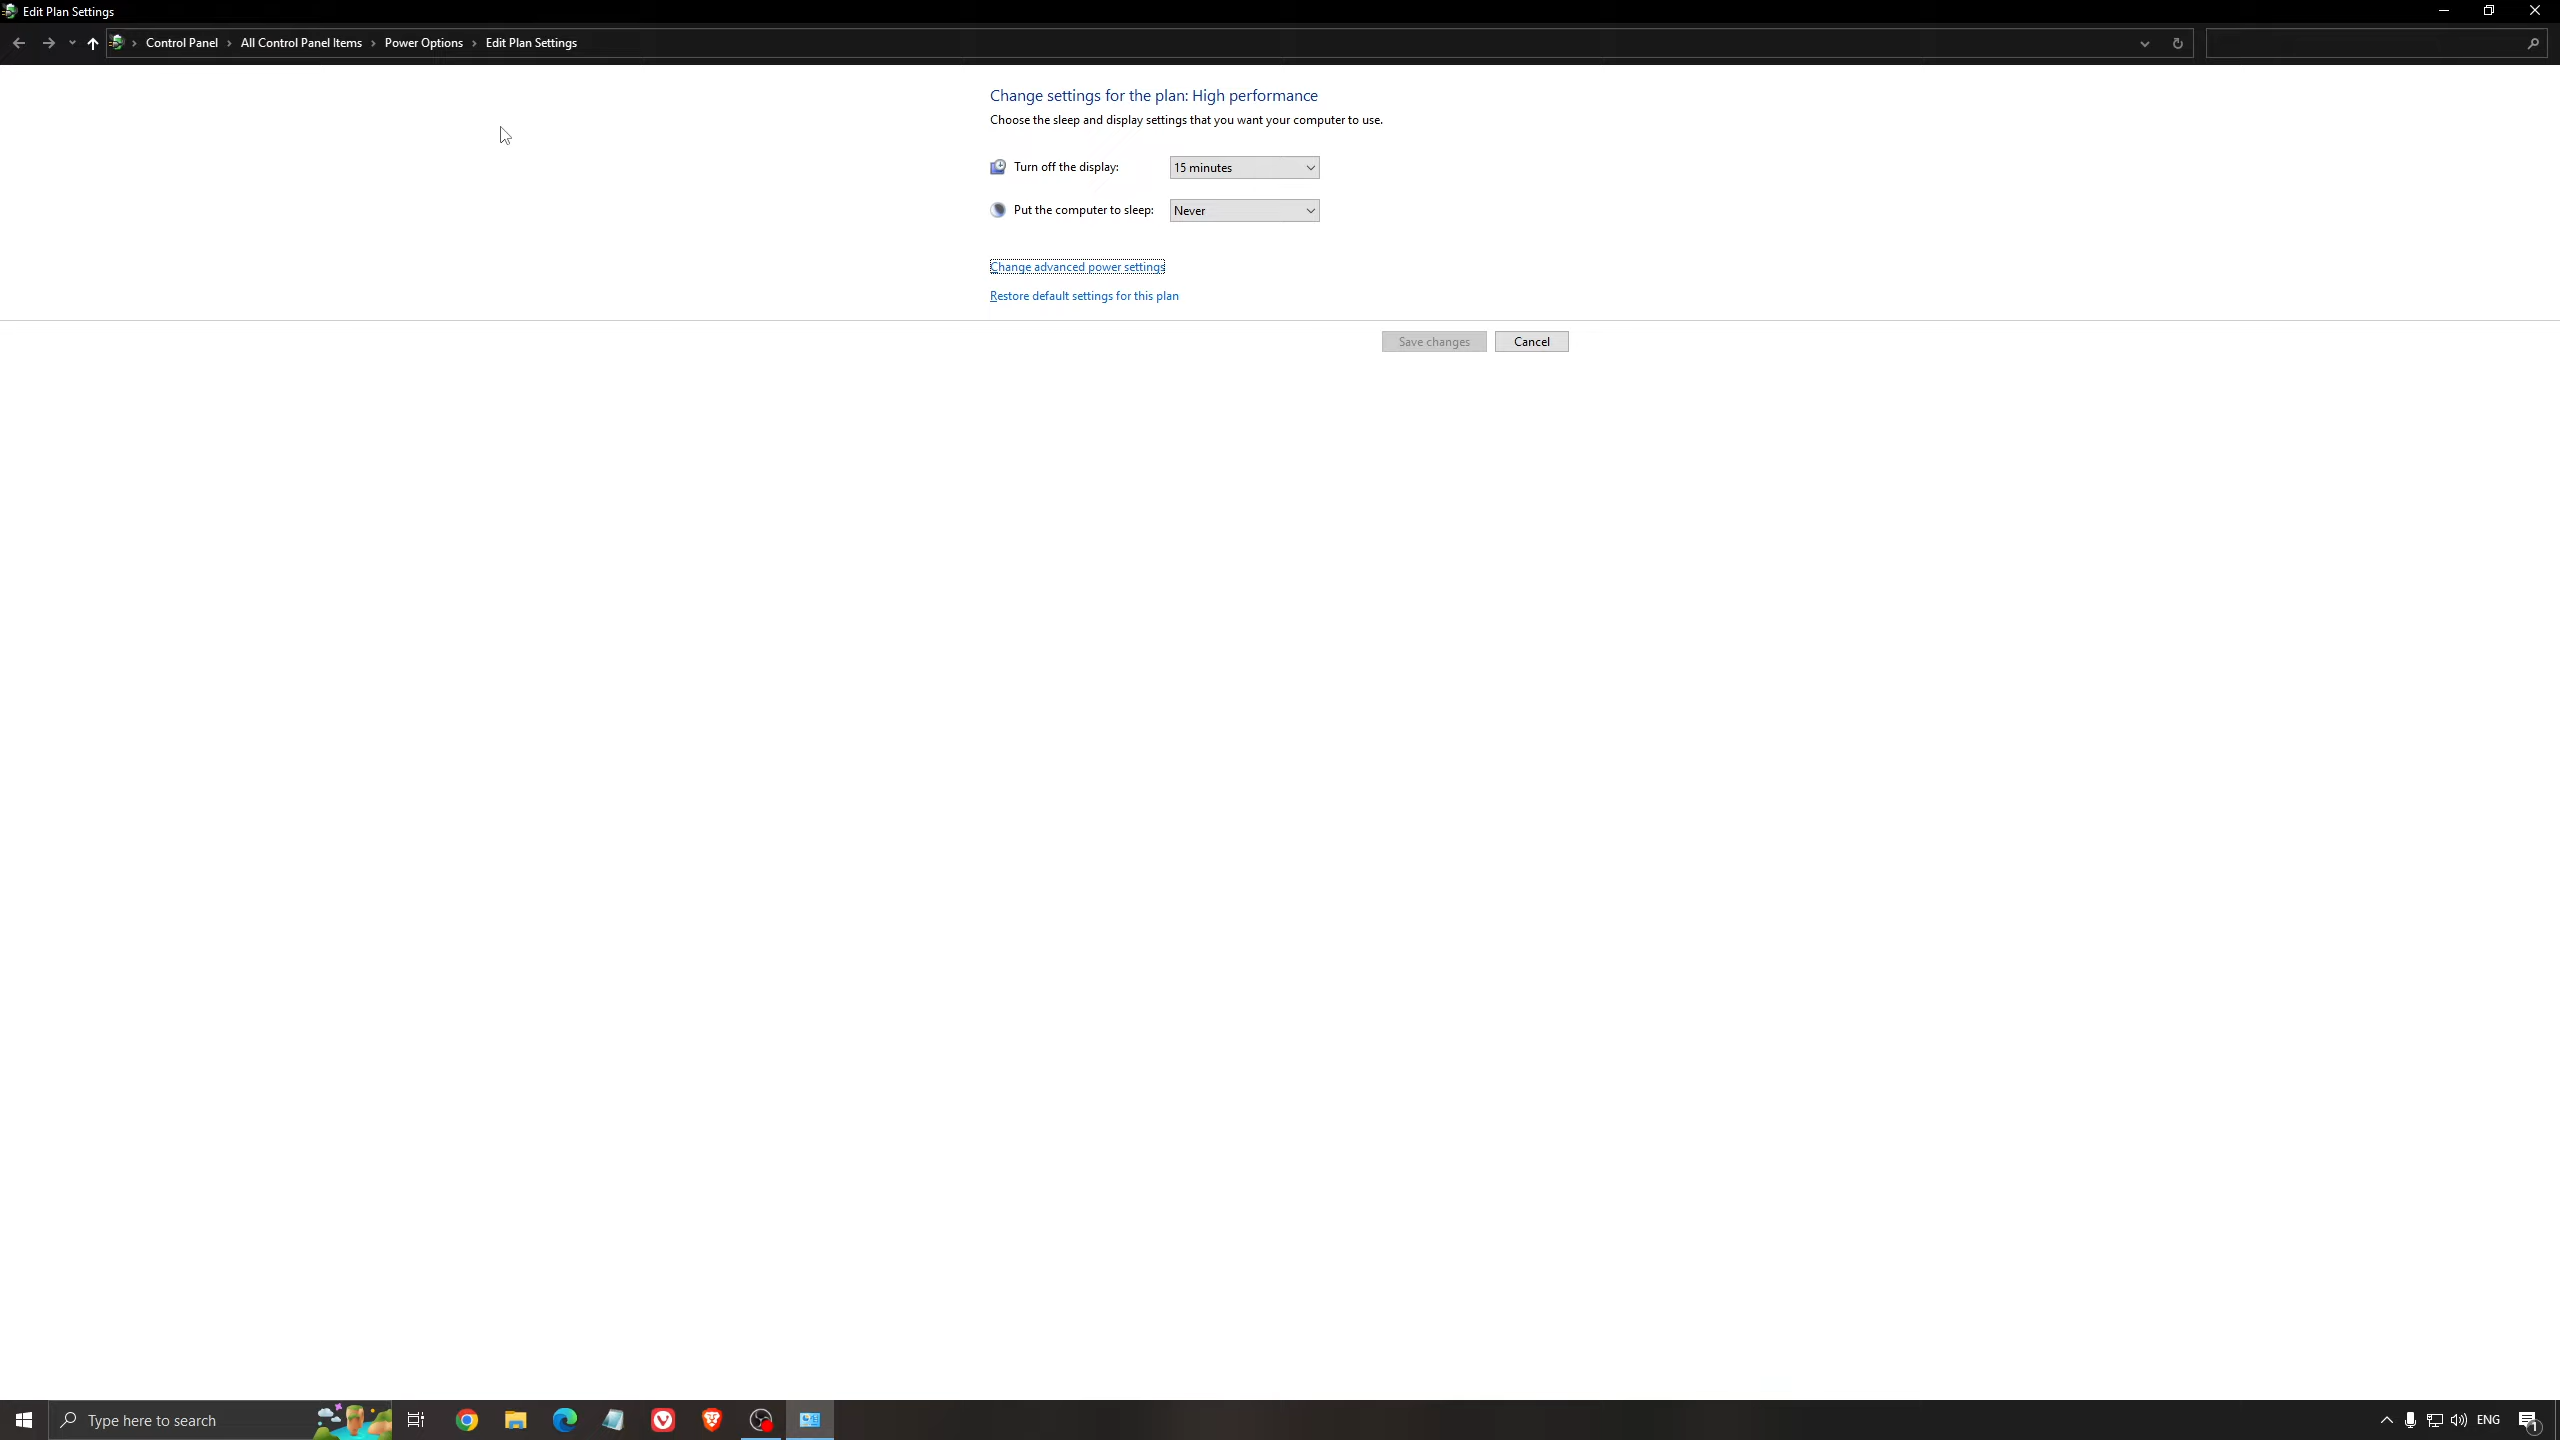 Edit Plan Settings
Control Panel > All Control Panel Items > Power Options > Edit Plan Settings
Change settings for the plan: High performance
Choose the sleep and display settings that you want your computer to use.
Turn off the display: 15 minutes
Put the computer to sleep: Never
Change advanced power settings
Restore default settings for this plan
Save changes Cancel
Type here to search
ENG
1